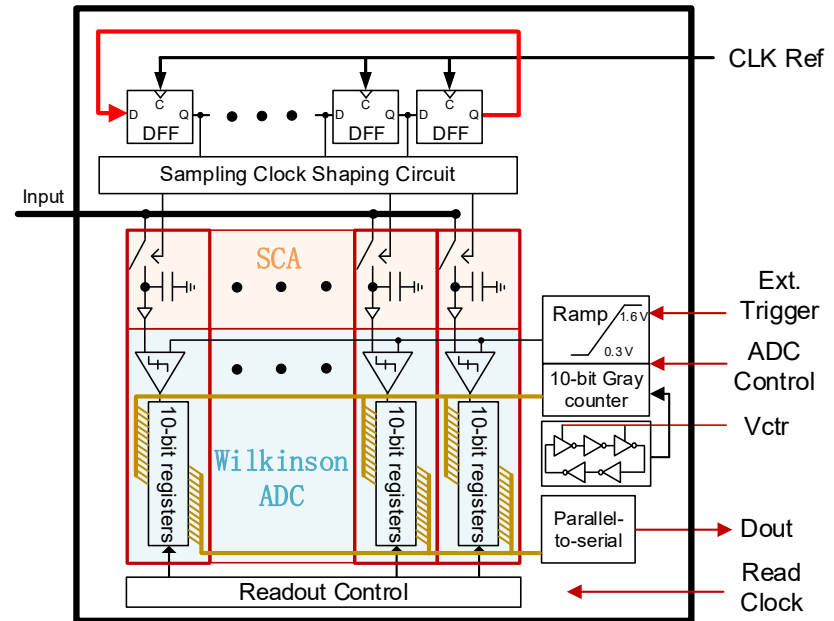 CLK Ref
D
C
Q
DFF
C
Q
DFF
D
C
Q
DFF
Sampling Clock Shaping Circuit
Input
SCA
Ramp
1.6 V
0.3 V
Ext.
Trigger
ADC
Control
10-bit Gray
counter
Vctr
10-bit registers
10-bit registers
10-bit registers
Wilkinson
ADC
Parallel-
to-serial
Dout
Readout Control
Read
Clock